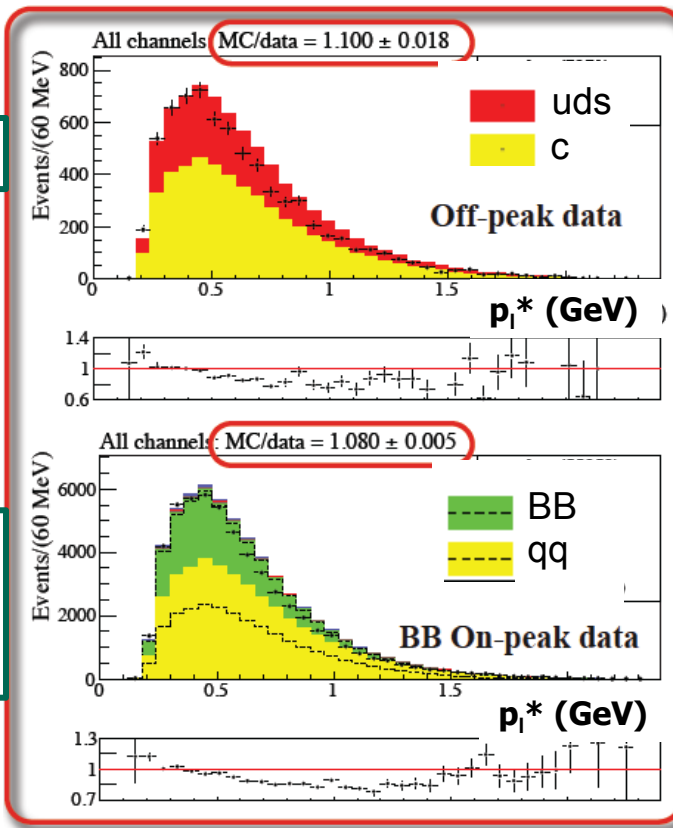 All channels: MC/data = 1.100 ± 0.018
Events/(60 MeV)
800
600
400
200
0
uds
c
Off-peak data
0 0.5 1 1.5
pl* (GeV)
1.4
1
0.6
All channels: MC/data = 1.080 ± 0.005
Events/(60 MeV)
6000
4000
2000
0
BB
qq
BB On-peak data
0 0.5 1 1.5
pl* (GeV)
1.3
1
0.7